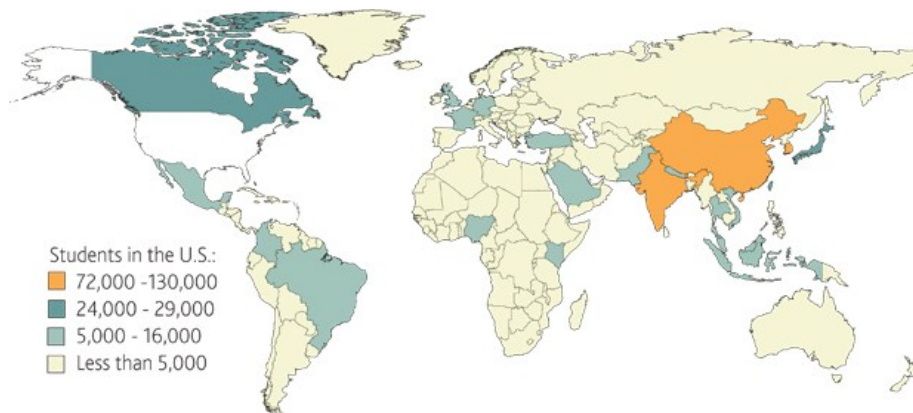 Students in the U.S.:
72,000 -130,000
24,000 - 29,000
5,000 - 16,000
Less than 5,000